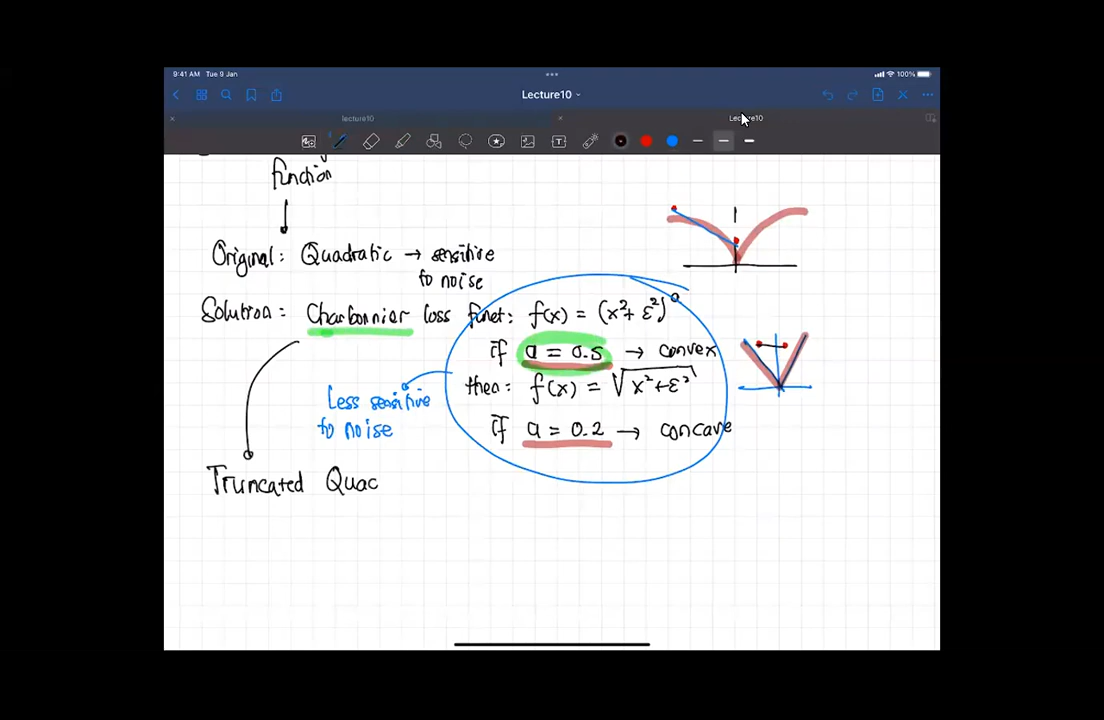 9:41 AM Tue 9 Jan
100%
Lecture10
lecture10
Lecture10
function
Original: Quadratic → sensitive
to noise
Solution: Charbonnier loss funct: f(x) = (x² + ε²)ᵃ
if a = 0.5 → convex
then: f(x) = √x² + ε²
Less sensitive
to noise
if a = 0.2 → concave
Truncated Quac